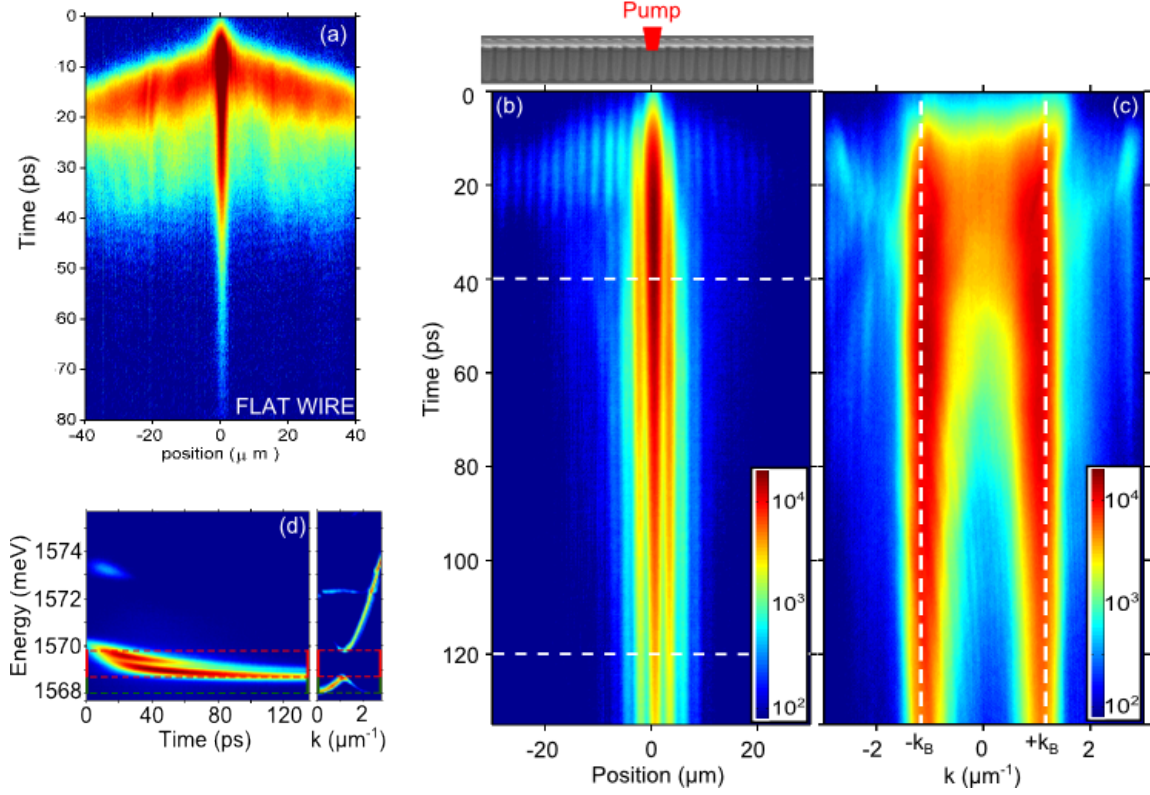 (a)
0
10
20
30
40
50
60
70
80
Time (ps)
-40 -20 0 20 40
position (μ m)
FLAT WIRE
Pump
(b)
0
20
40
60
80
100
120
Time (ps)
-20 0 20
Position (μm)
10⁴
10³
10²
(c)
-2 -k_B 0 +k_B 2
k (μm⁻¹)
10⁴
10³
10²
(d)
1574
1572
1570
1568
Energy (meV)
0 40 80 120
Time (ps)
0 2
k (μm⁻¹)